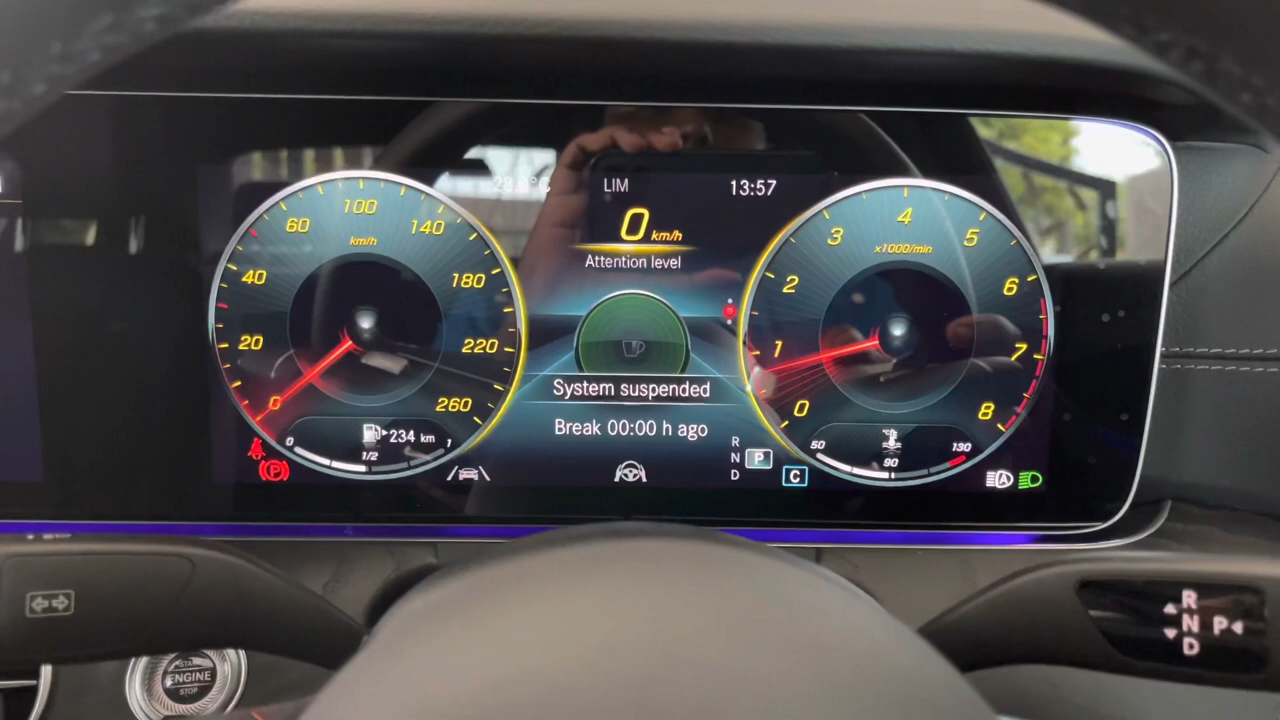 LIM
13:57
0 km/h
Attention level
System suspended
Break 00:00 h ago
0
20
40
60
100
140
180
220
260
km/h
234 km
0
1/2
1
P
R
N
D
P
C
0
1
2
3
4
5
6
7
8
x1000/min
50
90
130
°C
A
START
ENGINE
STOP
R
N
D
P